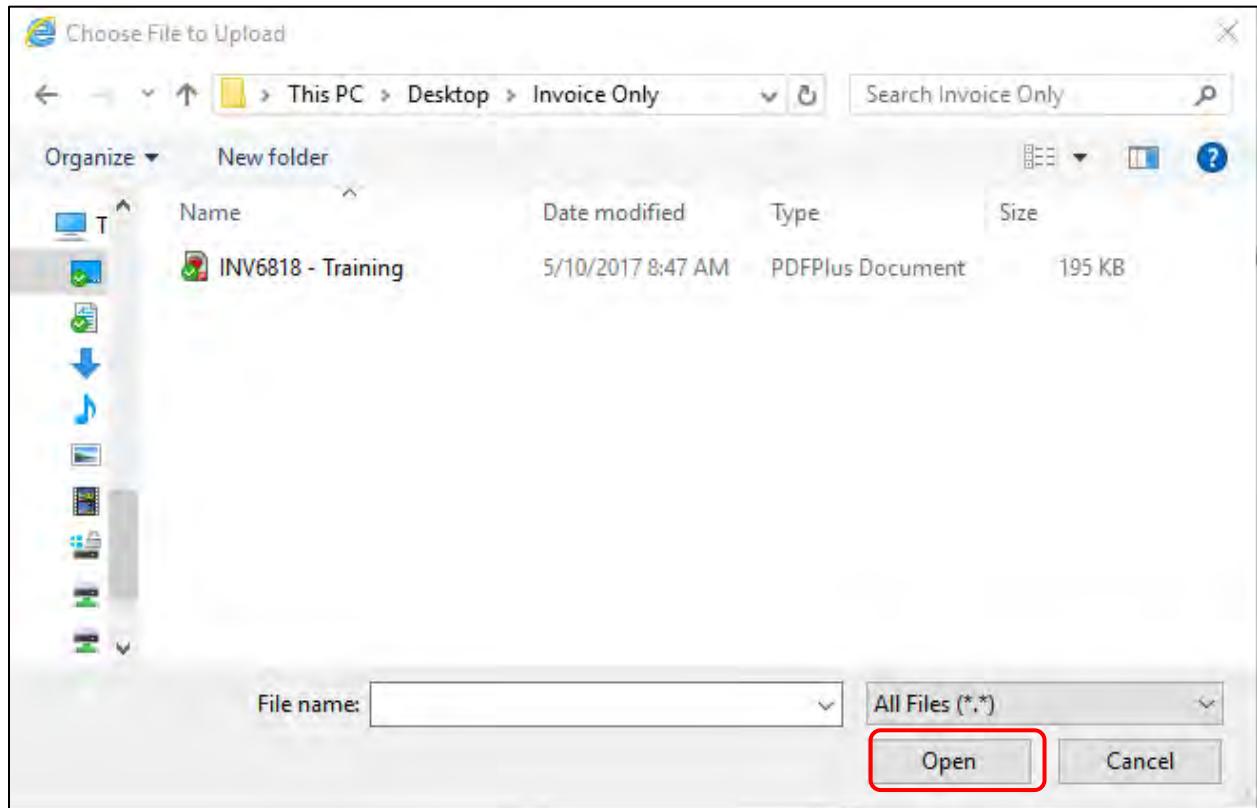 Choose File to Upload
This PC > Desktop > Invoice Only
Search Invoice Only
Organize
New folder
T
Name
Date modified
Type
Size
INV6818 - Training
5/10/2017 8:47 AM
PDFPlus Document
195 KB
File name:
All Files (*.*)
Open
Cancel